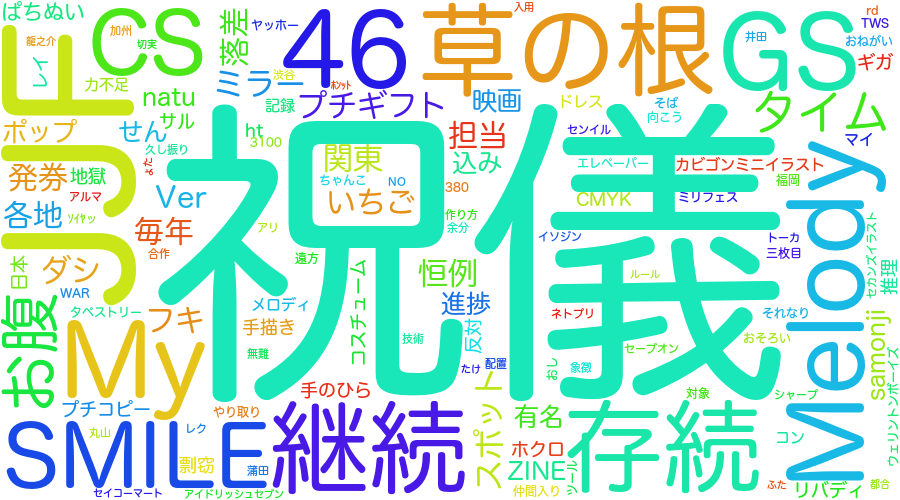 ぱちぬい
CS
落差
ヤッホー
46
入用
草の根
GS
rd
TWS
井田
おねがい
ギガ
加州
龍之介
切実
レイ
力不足
natu
ミラー
渋谷
ポット
記録
プチギフト
映画
ドレス
そば
向こう
タイム
ポップ
せん
サル
久し振り
ht
3100
関東
担当
込み
センイル
エレベーバー
カビゴンミニイラスト
マイ
福岡
発券
地獄
アルマ
よた
Ver
祝儀
ちゃんこ
NO
いちご
380
作り方
余分
CMYK
ミリフェス
各地
ソイヤッ
毎年
合作
アリ
遠方
イソジン
トーカ
三枚目
Melody
セカンズイラスト
日本
ダシ
WAR
コスチューム
恒例
ルール
推理
メロディ
進捗
それなり
タペストリー
フキ
手描き
技術
反対
ネトプリ
お腹
My
無難
セーブオン
おそろい
samonji
手のひら
たけ
配置
象徴
おし
対象
シャープ
ウェリントンボーイズ
プチコピー
やり取り
スポット
有名
SMILE
丸山
レク
継続
ホクロ
存続
コン
剽窃
蒲田
ZINE
ツール
セイコーマート
アイドリッシュセブン
仲間入り
ふた
リバディ
都合